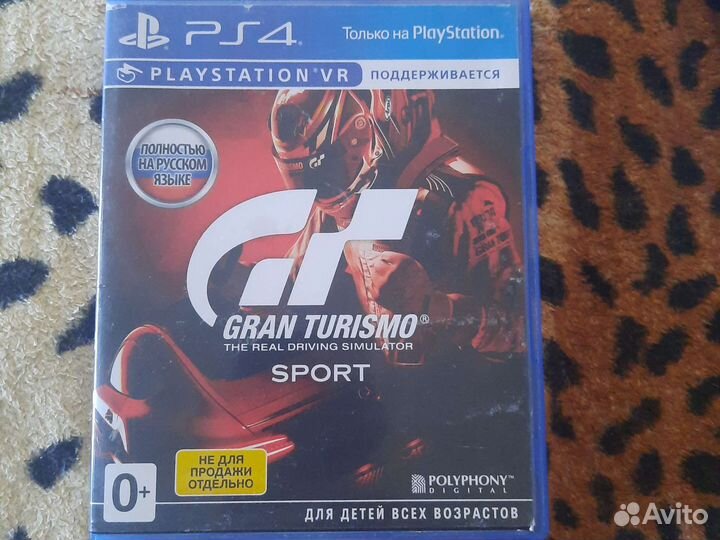 PS4
Только на PlayStation®
PLAYSTATION®VR ПОДДЕРЖИВАЕТСЯ
ПОЛНОСТЬЮ
НА РУССКОМ
ЯЗЫКЕ
GT
GRAN TURISMO®
THE REAL DRIVING SIMULATOR
SPORT
НЕ ДЛЯ
ПРОДАЖИ
ОТДЕЛЬНО
0+
POLYPHONY™
DIGITAL
ДЛЯ ДЕТЕЙ ВСЕХ ВОЗРАСТОВ
Avito